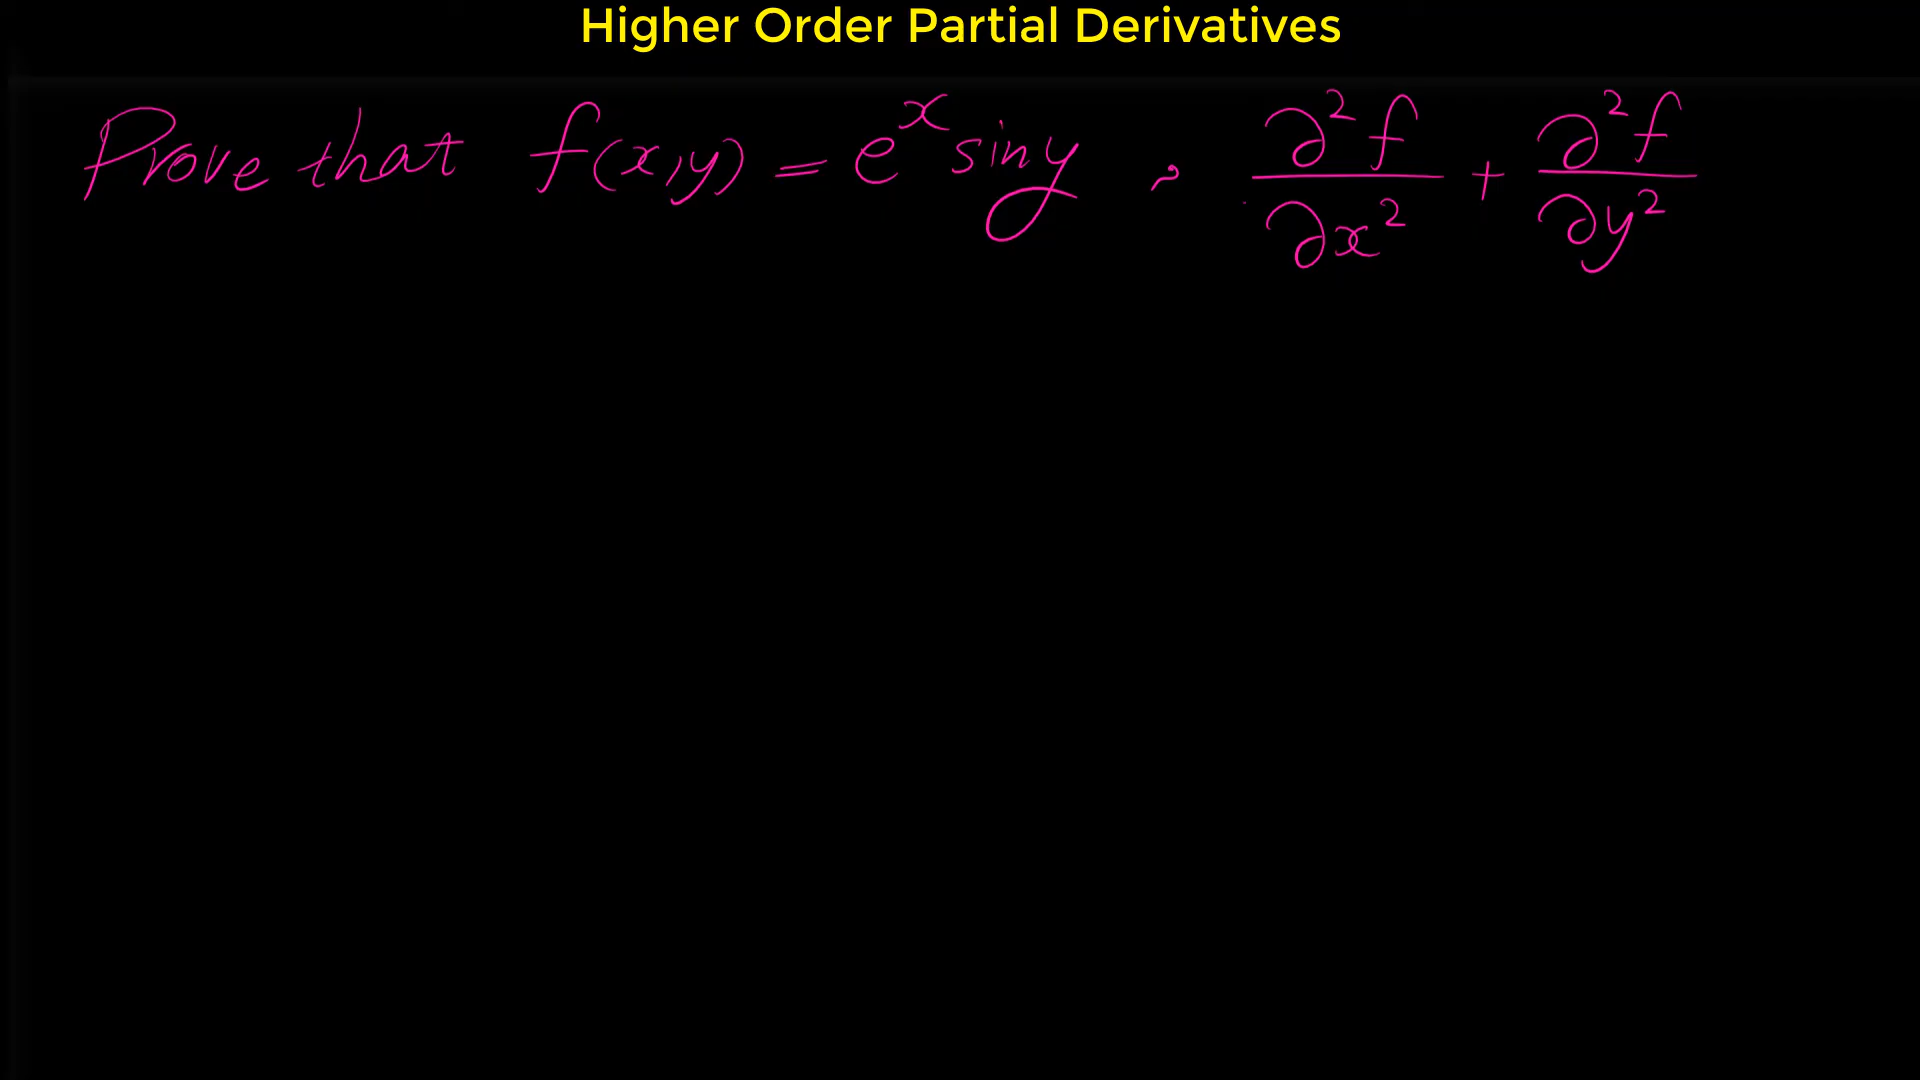 Higher Order Partial Derivatives
Prove that f(x,y) = e^x sin y , ∂²f/∂x² + ∂²f/∂y²